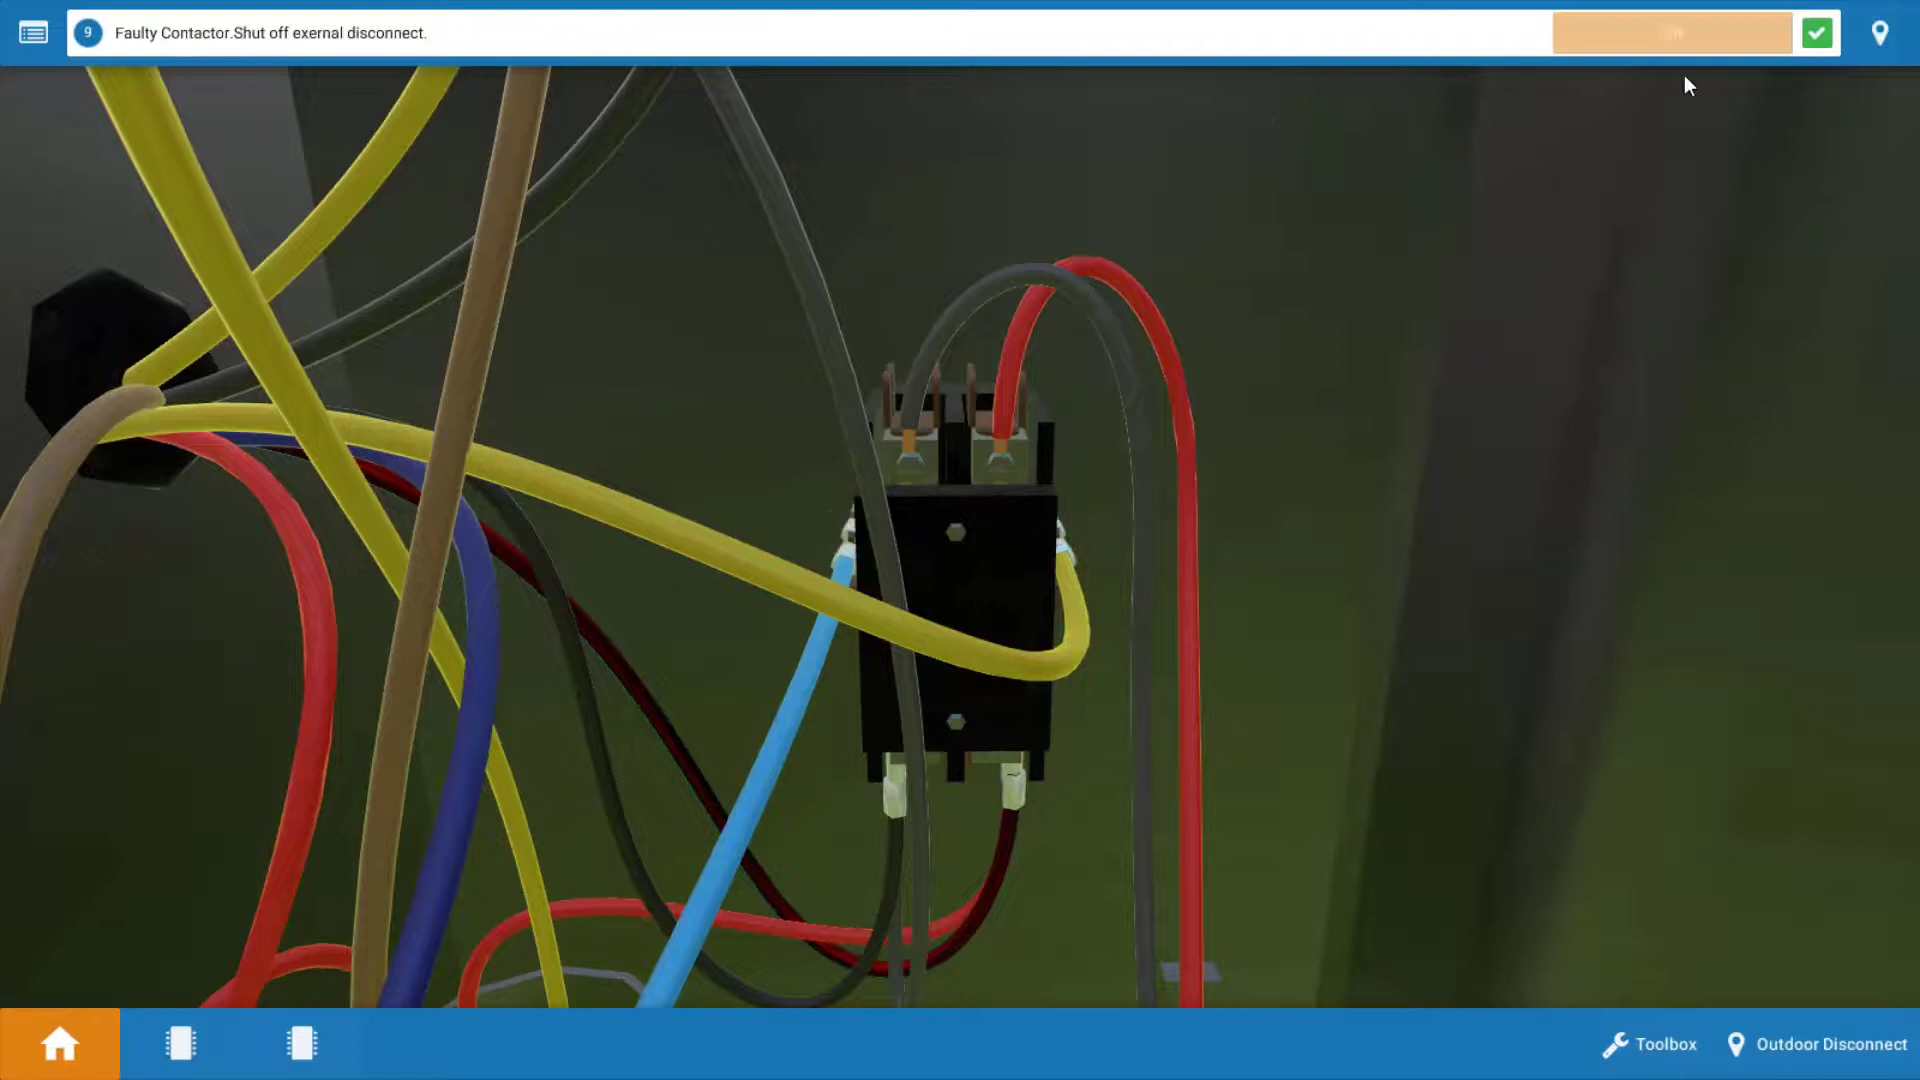 9 Faulty Contactor.Shut off exernal disconnect.
Toolbox
Outdoor Disconnect